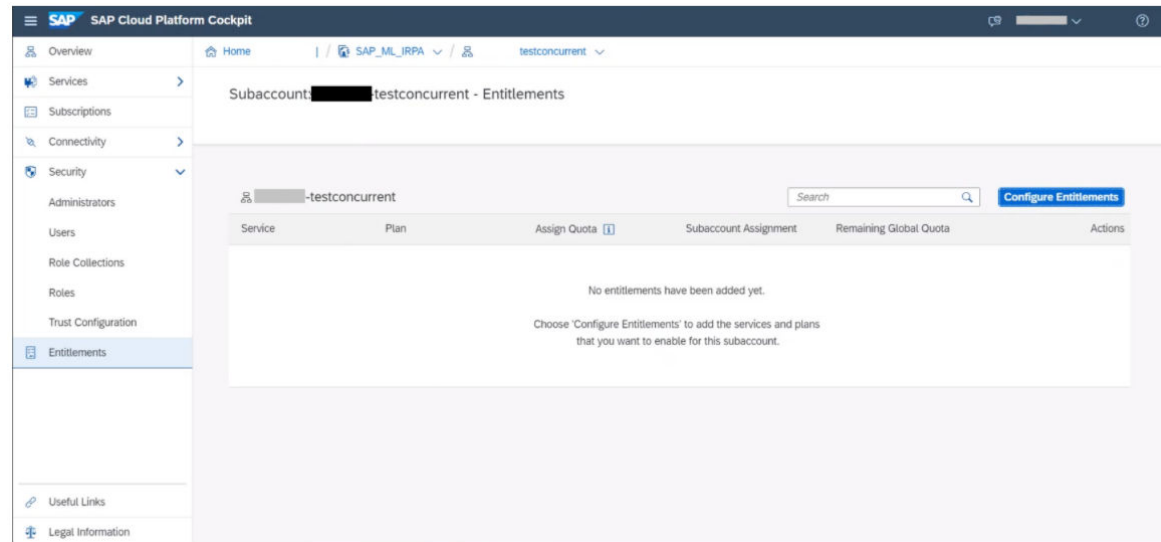 SAP SAP Cloud Platform Cockpit
Overview
Services
Subscriptions
Connectivity
Security
Administrators
Users
Role Collections
Roles
Trust Configuration
Entitlements
Useful Links
Legal Information
Home | / SAP_ML_IRPA / testconcurrent
Subaccount: -testconcurrent - Entitlements
-testconcurrent
Search
Configure Entitlements
Service Plan Assign Quota Subaccount Assignment Remaining Global Quota Actions
No entitlements have been added yet.
Choose 'Configure Entitlements' to add the services and plans
that you want to enable for this subaccount.